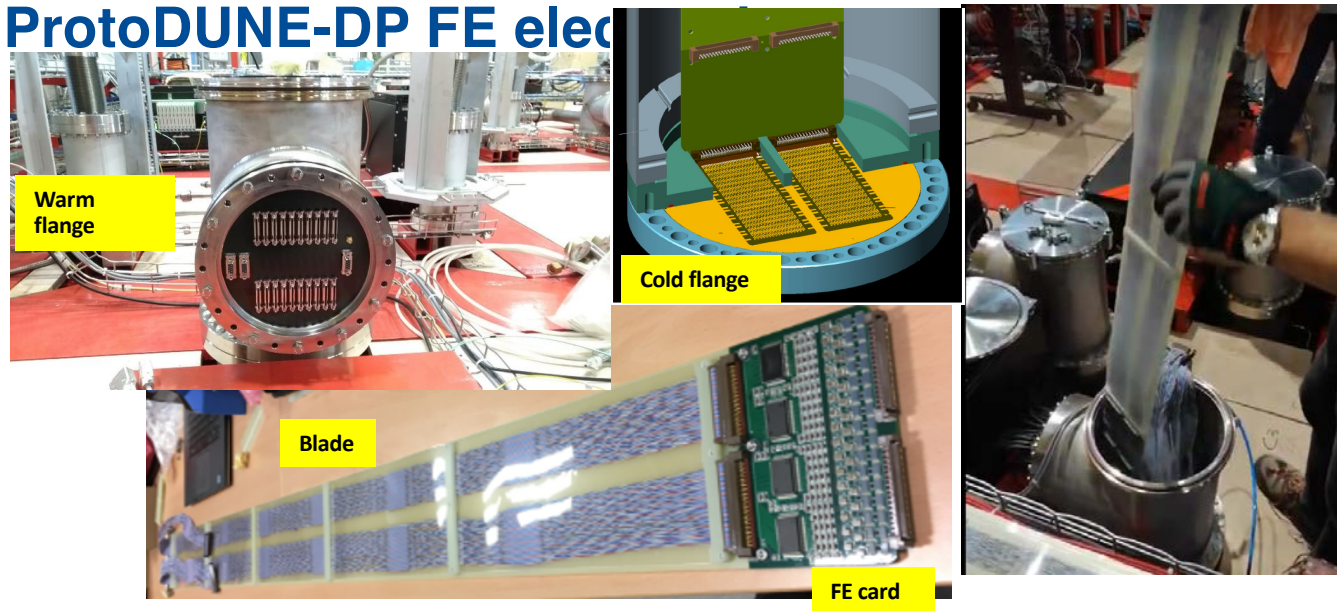 ProtoDUNE-DP FE elec
Warm
flange
Cold flange
Blade
FE card